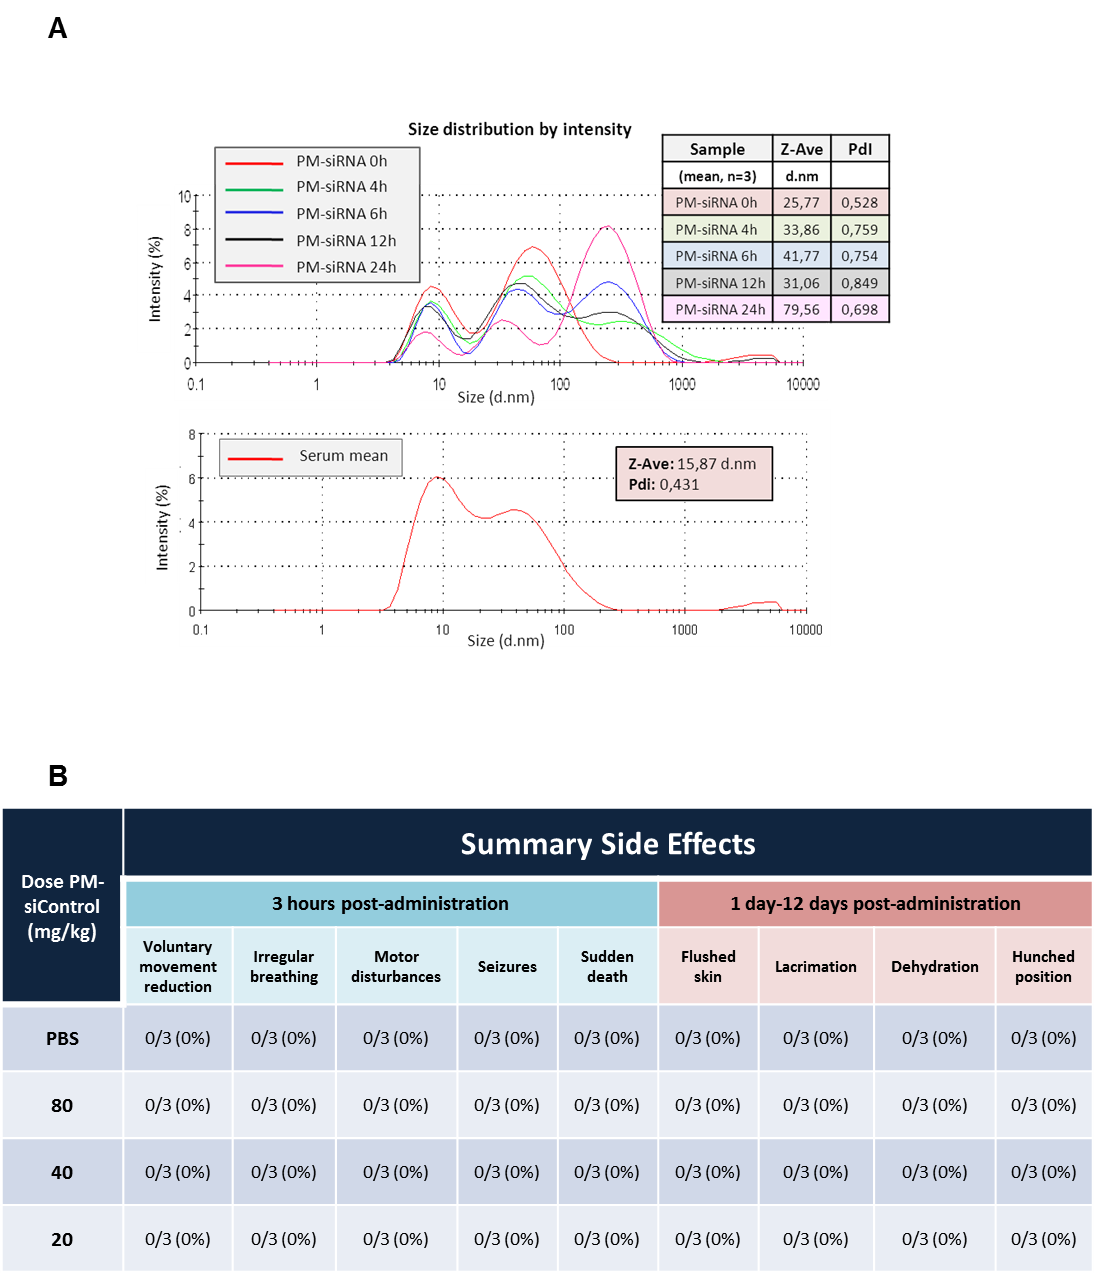 A
Size distribution by intensity
PM-siRNA 0h
PM-siRNA 4h
PM-siRNA 6h
PM-siRNA 12h
PM-siRNA 24h
Sample Z-Ave PdI
(mean, n=3) d.nm
PM-siRNA 0h 25,77 0,528
PM-siRNA 4h 33,86 0,759
PM-siRNA 6h 41,77 0,754
PM-siRNA 12h 31,06 0,849
PM-siRNA 24h 79,56 0,698
Intensity (%)
10
8
6
4
2
0
0.1 1 10 100 1000 10000
Size (d.nm)
Serum mean
Z-Ave: 15,87 d.nm
Pdi: 0,431
Intensity (%)
8
6
4
2
0
0.1 1 10 100 1000 10000
Size (d.nm)
B
Dose PM-
siControl
(mg/kg)
Summary Side Effects
3 hours post-administration 1 day-12 days post-administration
Voluntary
movement
reduction
Irregular
breathing
Motor
disturbances
Seizures
Sudden
death
Flushed
skin
Lacrimation
Dehydration
Hunched
position
PBS 0/3 (0%) 0/3 (0%) 0/3 (0%) 0/3 (0%) 0/3 (0%) 0/3 (0%) 0/3 (0%) 0/3 (0%) 0/3 (0%)
80 0/3 (0%) 0/3 (0%) 0/3 (0%) 0/3 (0%) 0/3 (0%) 0/3 (0%) 0/3 (0%) 0/3 (0%) 0/3 (0%)
40 0/3 (0%) 0/3 (0%) 0/3 (0%) 0/3 (0%) 0/3 (0%) 0/3 (0%) 0/3 (0%) 0/3 (0%) 0/3 (0%)
20 0/3 (0%) 0/3 (0%) 0/3 (0%) 0/3 (0%) 0/3 (0%) 0/3 (0%) 0/3 (0%) 0/3 (0%) 0/3 (0%)